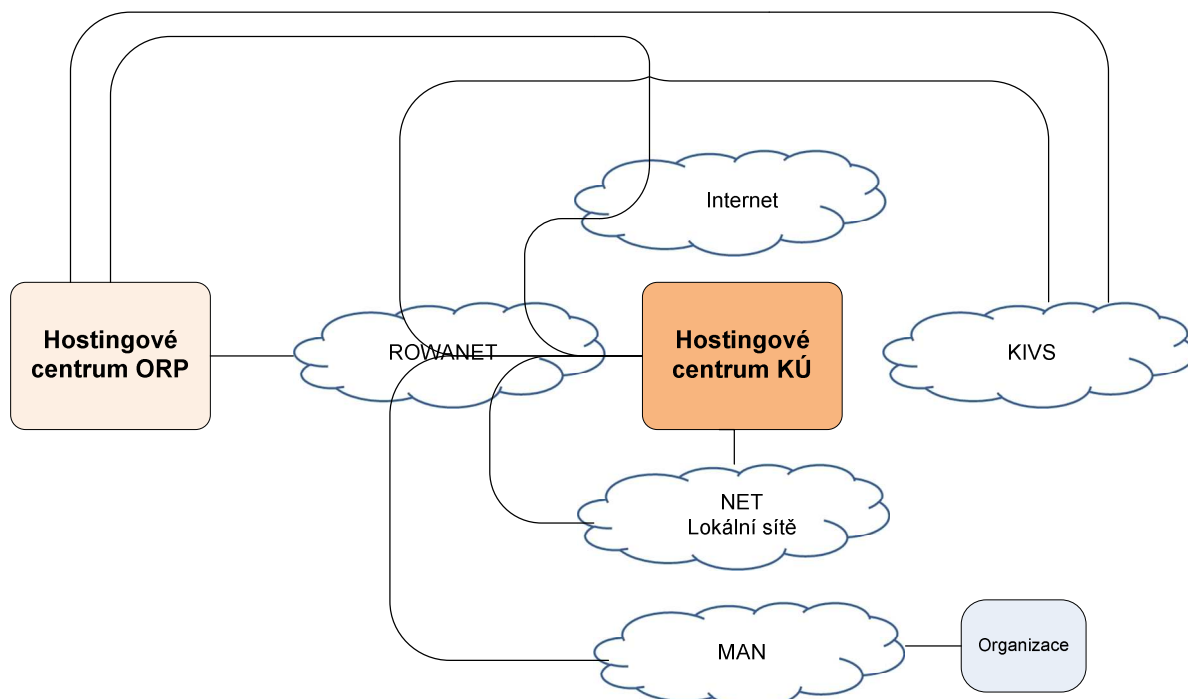 Internet
Hostingové
centrum ORP
ROWANET
Hostingové
centrum KÚ
KIVS
NET
Lokální sítě
MAN
Organizace